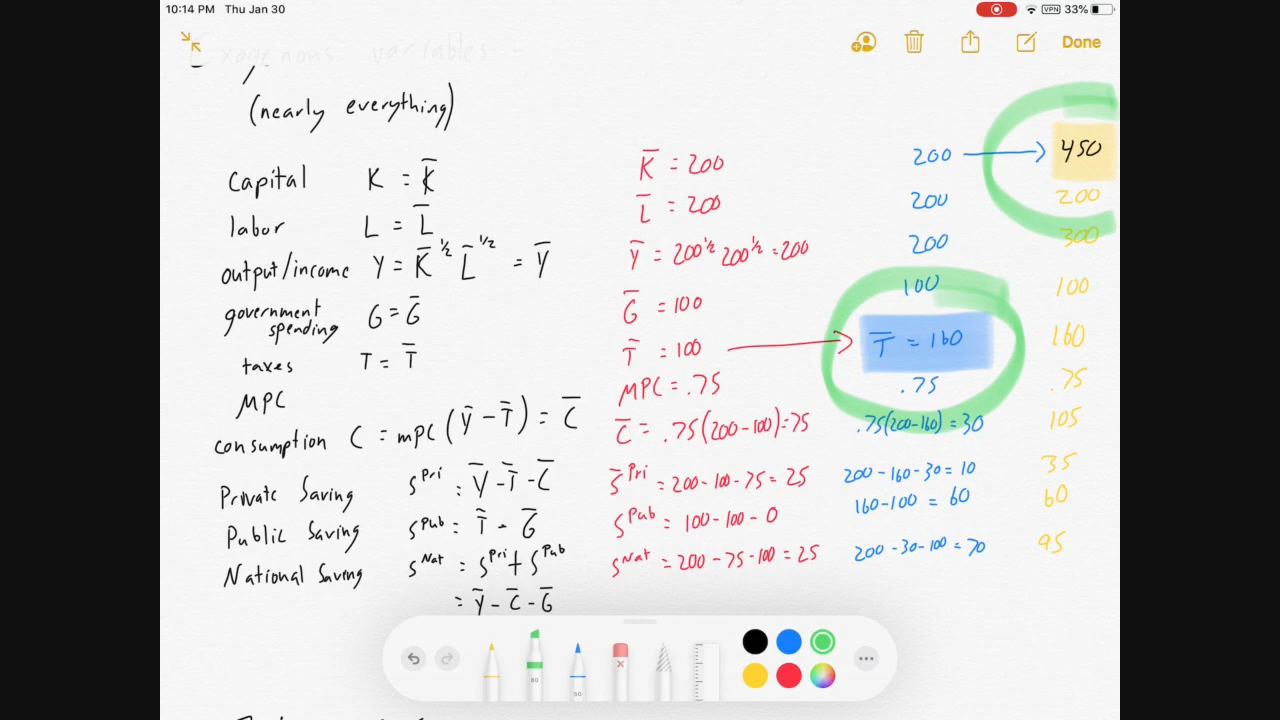 10:14 PM Thu Jan 30 VPN 33%
Exogenous variables -
Done
(nearly everything)
Capital K = K̄ K̄ = 200 200 → 450
labor L = L̄ L̄ = 200 200 200
output/income Y = K̄^1/2 L̄^1/2 = Ȳ Ȳ = 200^1/2 200^1/2 = 200 200 300
government spending G = Ḡ Ḡ = 100 100 100
taxes T = T̄ T̄ = 100 → T̄ = 160 160
MPC MPC = .75 .75 .75
consumption C = mpc (Ȳ - T̄) = C̄ C̄ = .75(200-100)=75 .75(200-160) = 30 105
Private Saving S^Pri = Ȳ - T̄ - C̄ S̄^Pri = 200 - 100 - 75 = 25 200 - 160 - 30 = 10 35
Public Saving S^Pub = T̄ - Ḡ S^Pub = 100 - 100 - 0 160 - 100 = 60 60
National Saving S^Nat = S^Pri + S^Pub S^Nat = 200 - 75 - 100 = 25 200 - 30 - 100 = 70 95
= Ȳ - C̄ - Ḡ
80 50